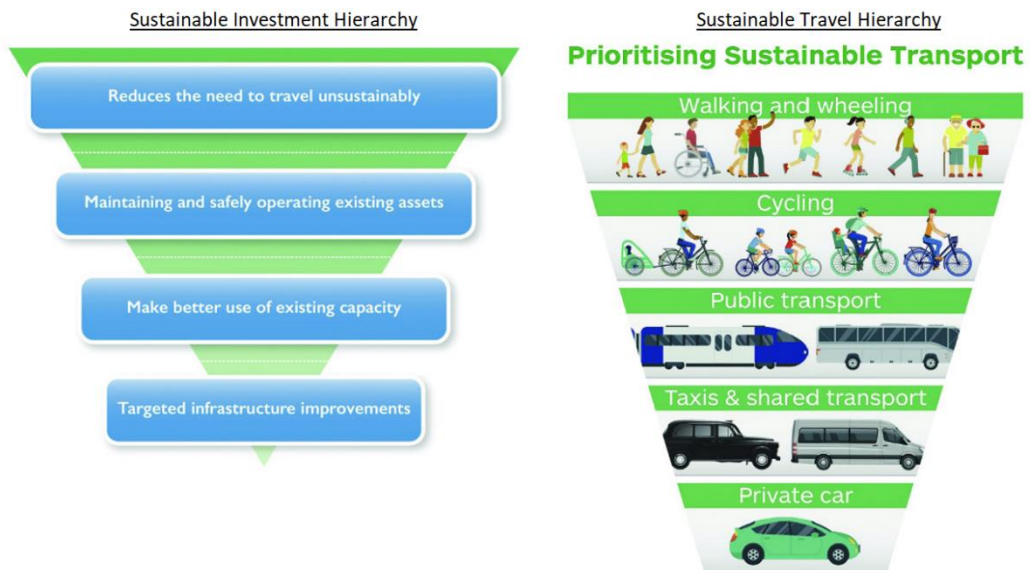 Sustainable Investment Hierarchy
Reduces the need to travel unsustainably
Maintaining and safely operating existing assets
Make better use of existing capacity
Targeted infrastructure improvements
Sustainable Travel Hierarchy
Prioritising Sustainable Transport
Walking and wheeling
Cycling
Public transport
Taxis & shared transport
Private car